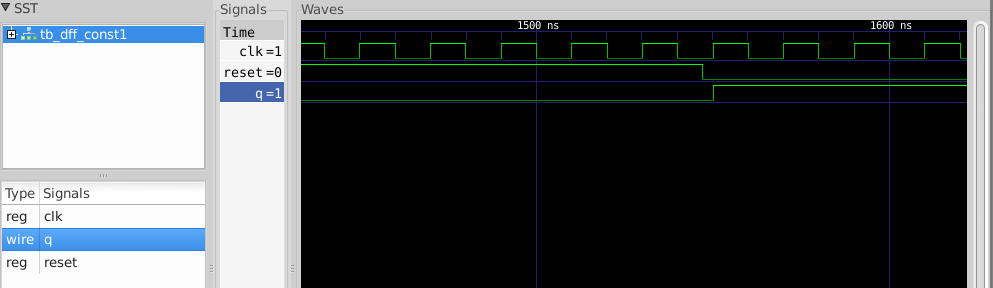 SST
tb_dff_const1
Type Signals
reg clk
wire q
reg reset
Signals
Time
clk=1
reset=0
q=1
Waves
1500 ns 1600 ns